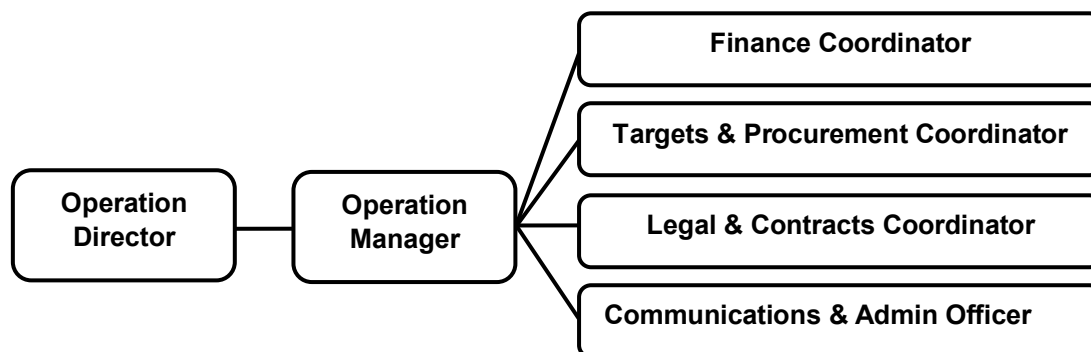 Finance Coordinator
Targets & Procurement Coordinator
Operation
Director
Operation
Manager
Legal & Contracts Coordinator
Communications & Admin Officer